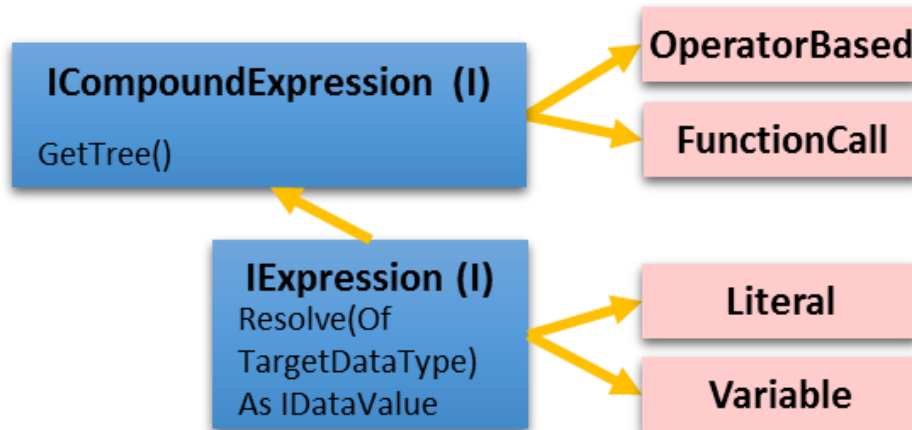 OperatorBased
ICompoundExpression (I)
GetTree()
FunctionCall
IExpression (I)
Resolve(Of
TargetDataType)
As IDataValue
Literal
Variable